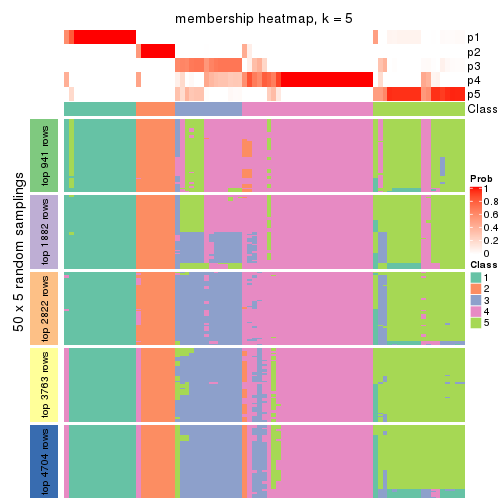 membership heatmap, k = 5
p1
p2
p3
p4
p5
Class
50 x 5 random samplings
top 941 rows
top 1882 rows
top 2822 rows
top 3763 rows
top 4704 rows
Prob
1
0.8
0.6
0.4
0.2
0
Class
1
2
3
4
5